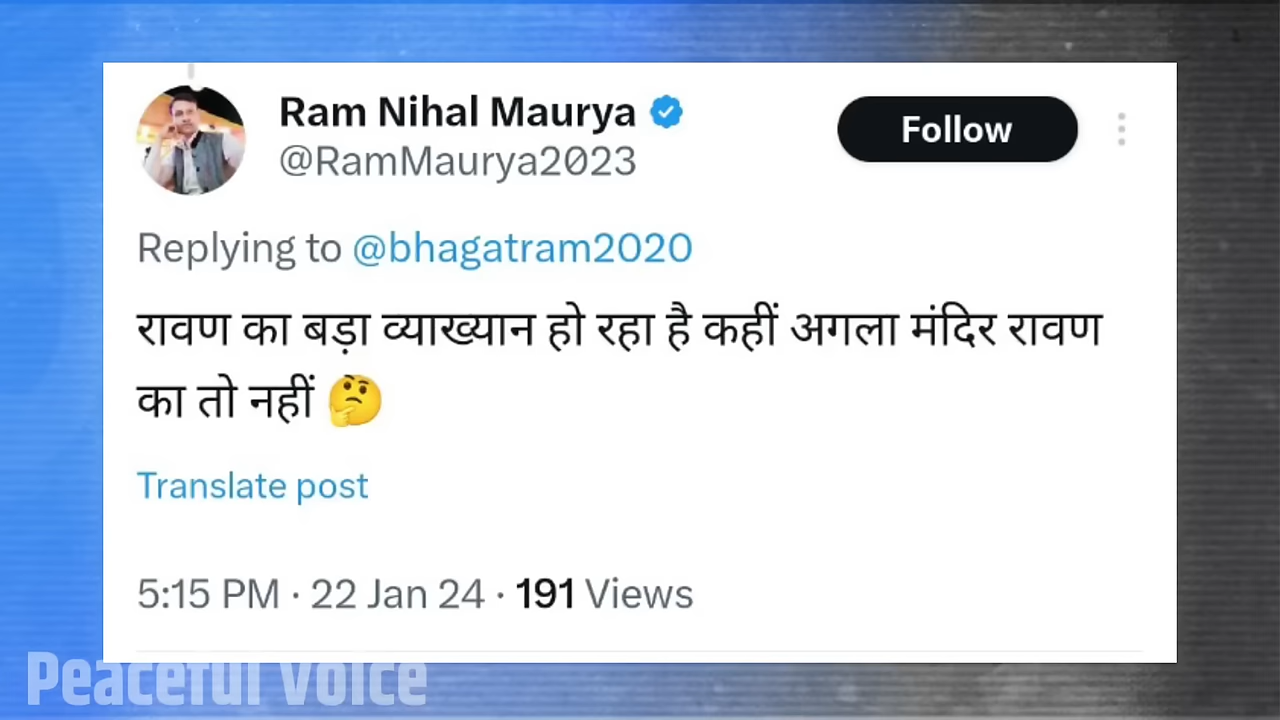 Ram Nihal Maurya
@RamMaurya2023
Follow
Replying to @bhagatram2020
रावण का बड़ा व्याख्यान हो रहा है कहीं अगला मंदिर रावण
का तो नहीं 🤔
Translate post
5:15 PM · 22 Jan 24 · 191 Views
Peaceful Voice